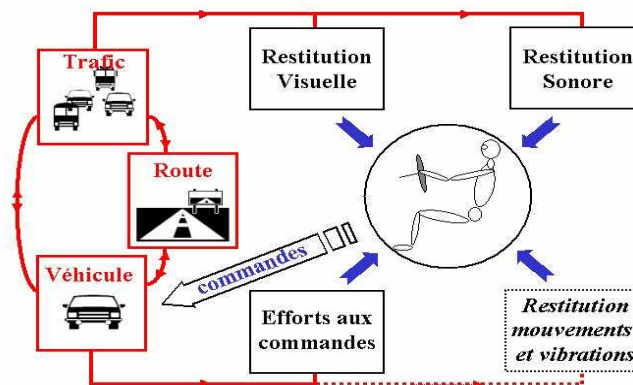 Trafic
Restitution
Visuelle
Restitution
Sonore
Route
Véhicule
commandes
Efforts aux
commandes
Restitution
mouvements
et vibrations